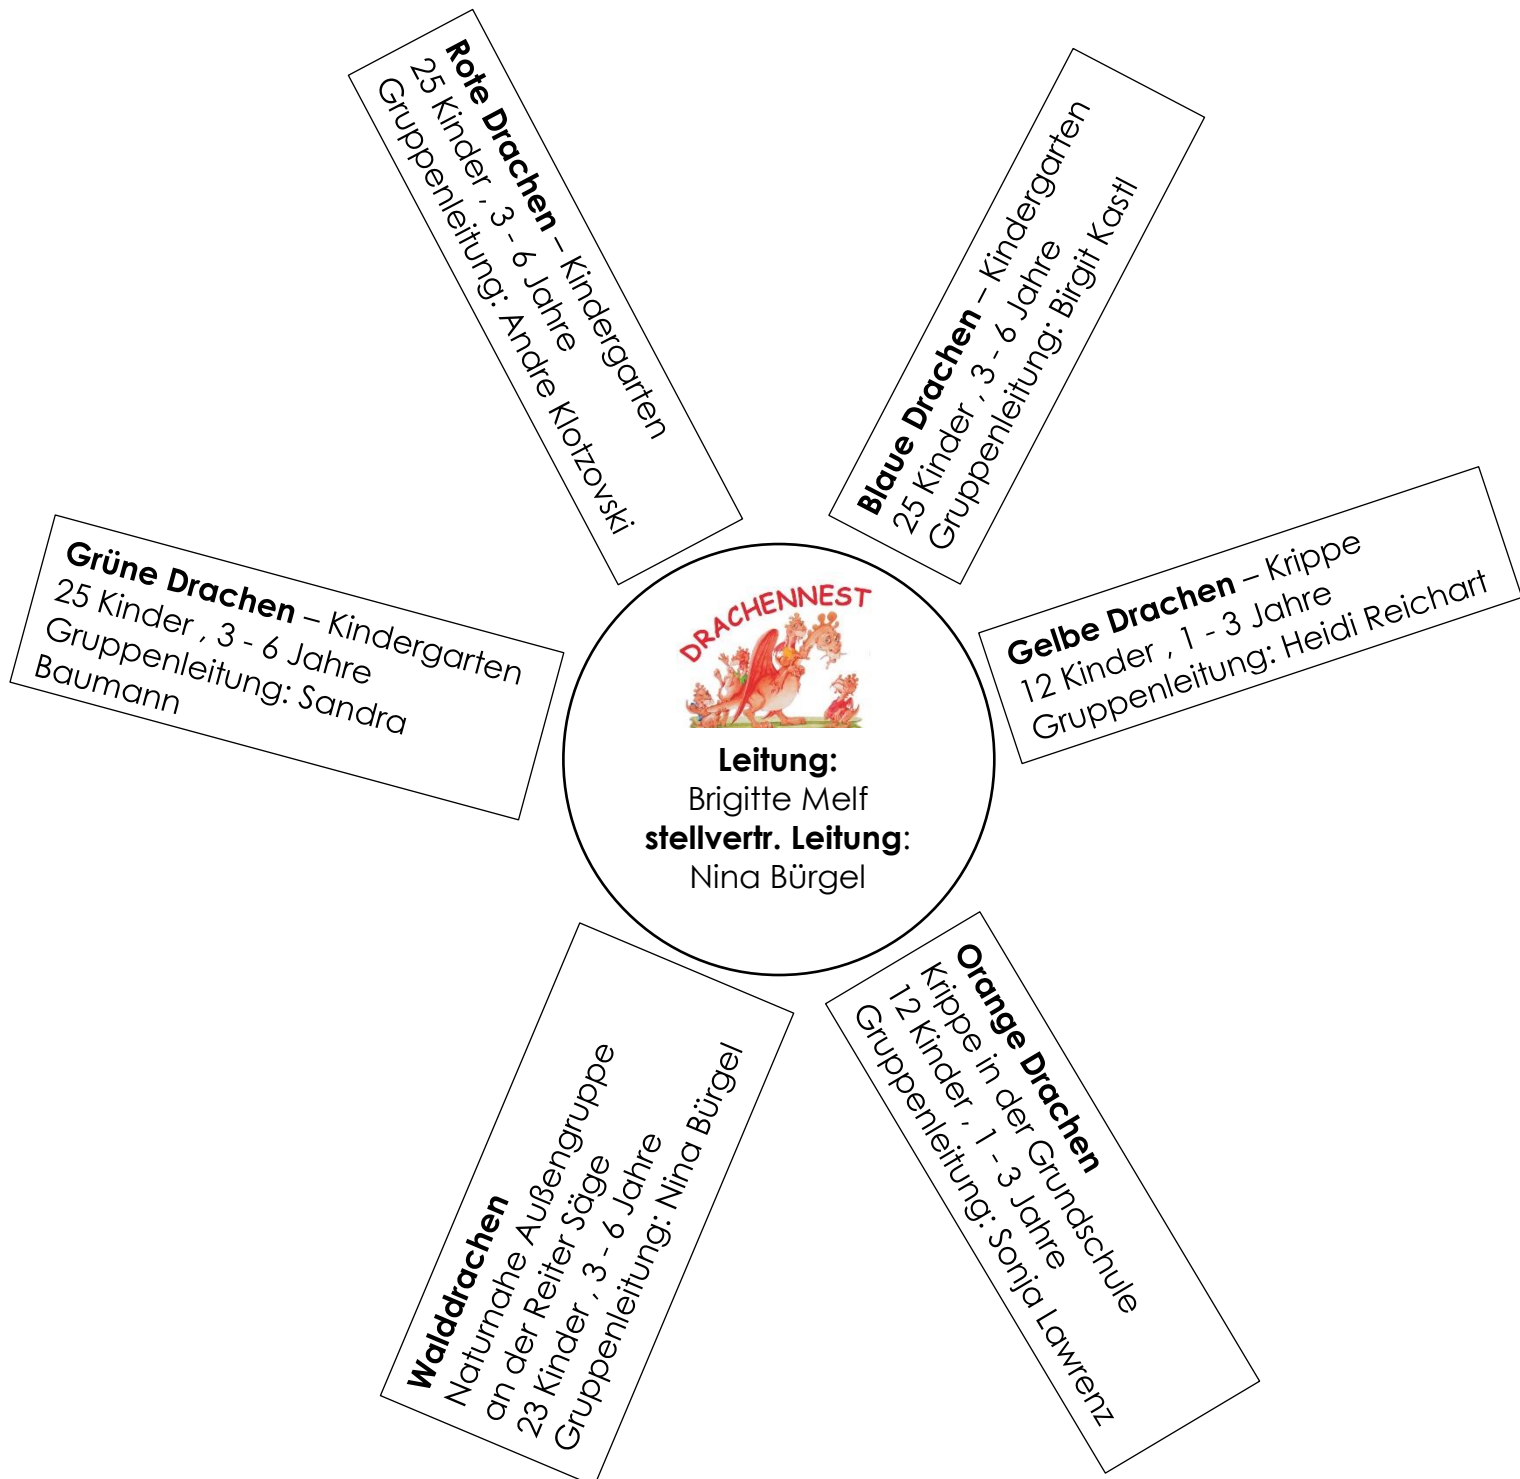 Rote Drachen – Kindergarten
25 Kinder , 3 - 6 Jahre
Gruppenleitung: Andre Klotzovski
Blaue Drachen – Kindergarten
25 Kinder , 3 - 6 Jahre
Gruppenleitung: Birgit Kastl
Grüne Drachen – Kindergarten
25 Kinder , 3 - 6 Jahre
Gruppenleitung: Sandra
Baumann
Gelbe Drachen – Krippe
12 Kinder , 1 - 3 Jahre
Gruppenleitung: Heidi Reichart
DRACHENNEST
Leitung:
Brigitte Melf
stellvertr. Leitung:
Nina Bürgel
Walddrachen
Naturnahe Außengruppe
an der Reiter Säge
23 Kinder , 3 - 6 Jahre
Gruppenleitung: Nina Bürgel
Orange Drachen
Krippe in der Grundschule
12 Kinder , 1 - 3 Jahre
Gruppenleitung: Sonja Lawrenz